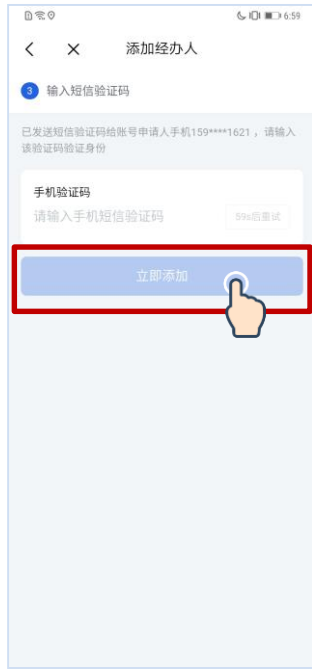 6:59
添加经办人
3 输入短信验证码
已发送短信验证码给账号申请人手机159****1621 ，请输入
该验证码验证身份
手机验证码
请输入手机短信验证码 59s后重试
立即添加